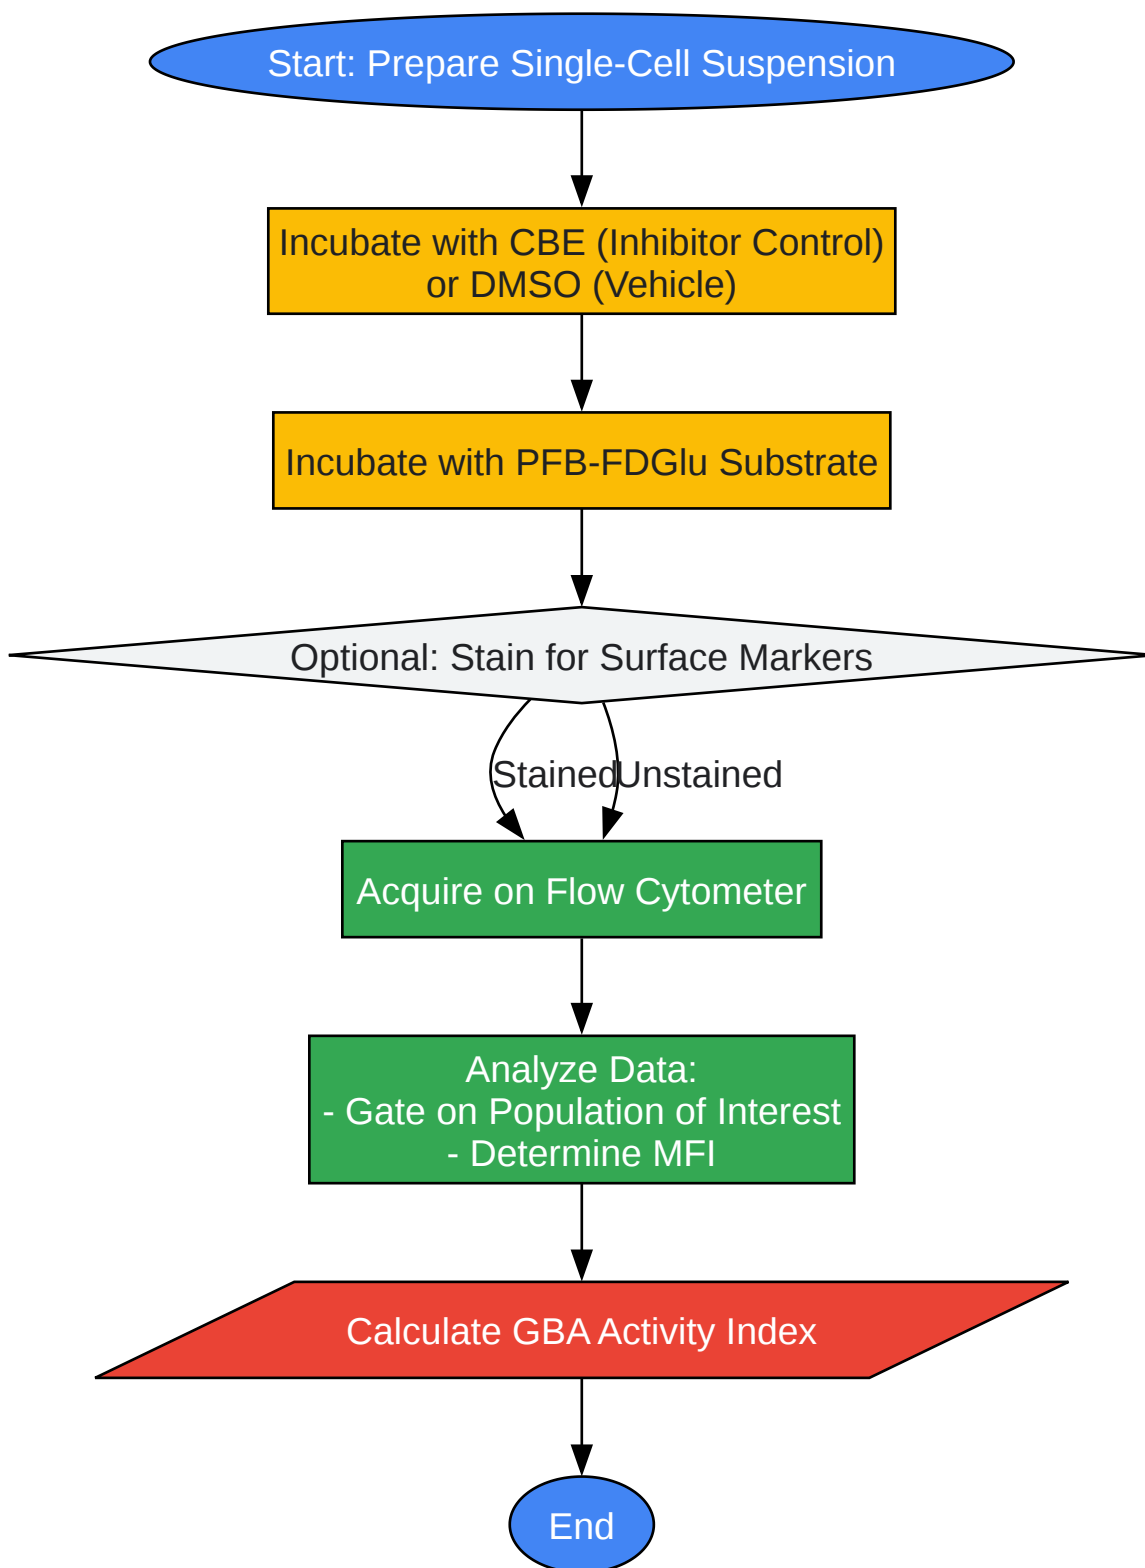 Start: Prepare Single-Cell Suspension
Incubate with CBE (Inhibitor Control)
or DMSO (Vehicle)
Incubate with PFB-FDGlu Substrate
Optional: Stain for Surface Markers
Stained
Unstained
Acquire on Flow Cytometer
Analyze Data:
- Gate on Population of Interest
- Determine MFI
Calculate GBA Activity Index
End